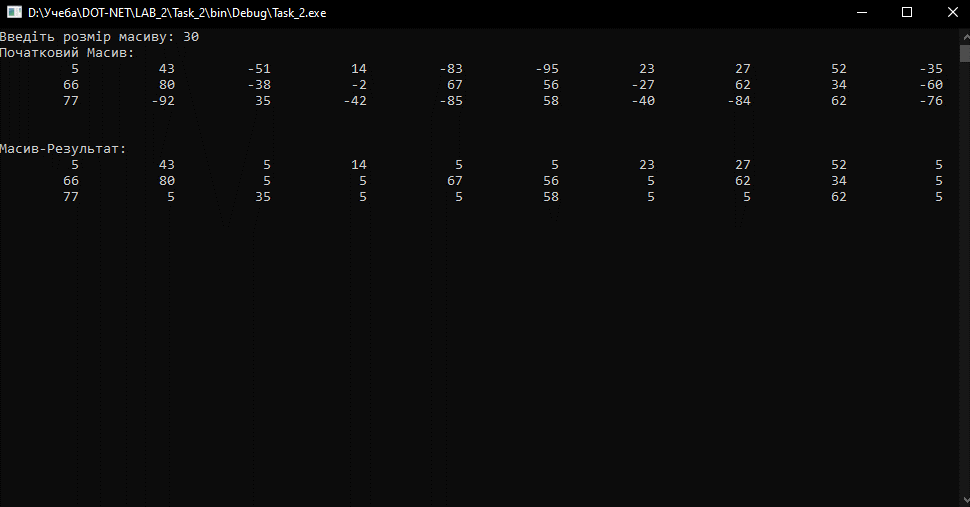 D:\Учеба\DOT-NET\LAB_2\Task_2\bin\Debug\Task_2.exe
Введіть розмір масиву: 30
Початковий Масив:
5 43 -51 14 -83 -95 23 27 52 -35
66 80 -38 -2 67 56 -27 62 34 -60
77 -92 35 -42 -85 58 -40 -84 62 -76
Масив-Результат:
5 43 5 14 5 5 23 27 52 5
66 80 5 5 67 56 5 62 34 5
77 5 35 5 5 58 5 5 62 5